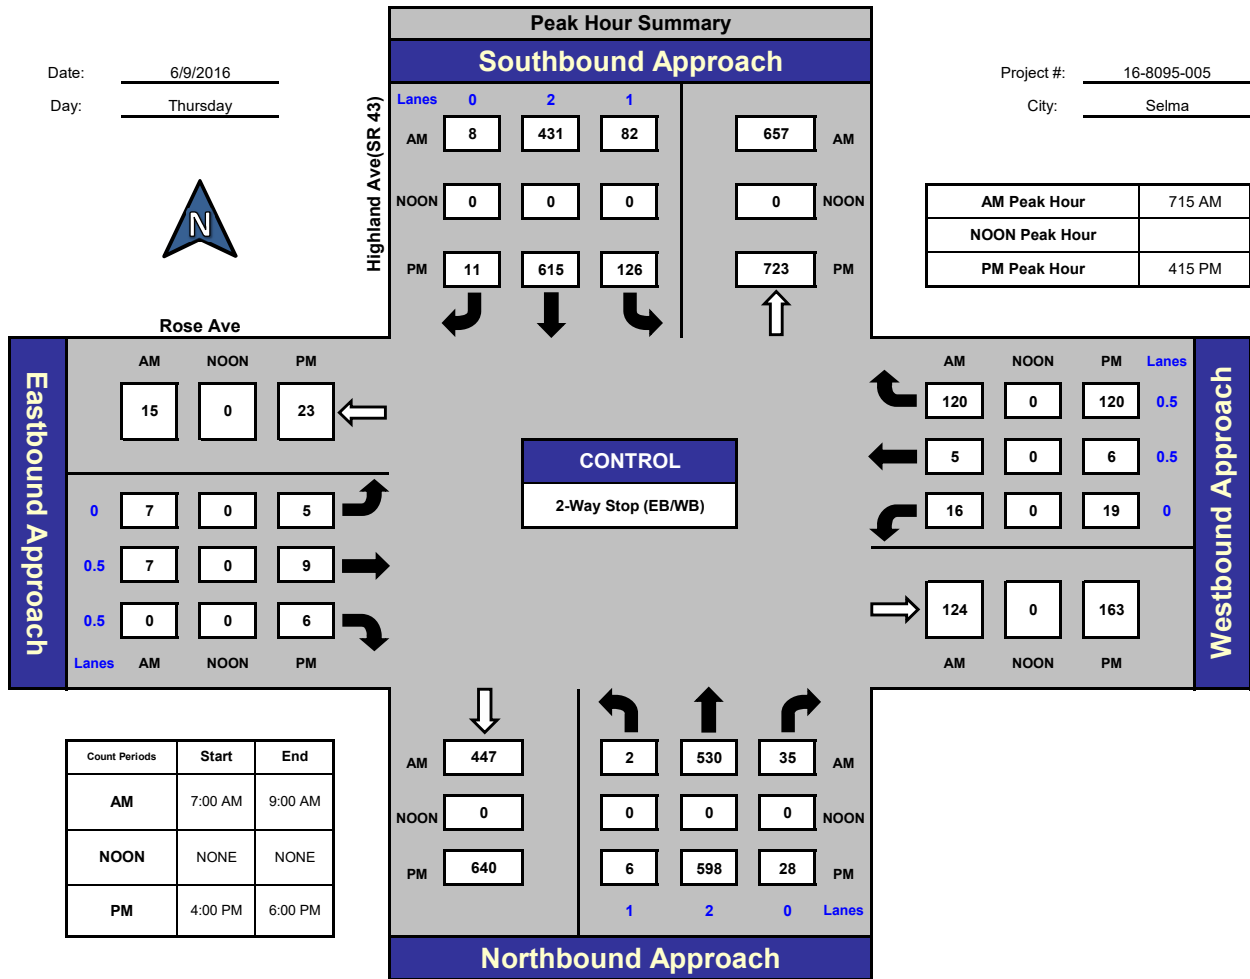 Peak Hour Summary
Southbound Approach
Date: 6/9/2016
Day: Thursday
Project #: 16-8095-005
City: Selma
N
Highland Ave(SR 43)
Lanes 0 2 1
AM 8 431 82 657 AM
NOON 0 0 0 0 NOON
PM 11 615 126 723 PM
AM Peak Hour 715 AM
NOON Peak Hour
PM Peak Hour 415 PM
Rose Ave
Eastbound Approach
AM NOON PM
15 0 23
0 7 0 5
0.5 7 0 9
0.5 0 0 6
Lanes AM NOON PM
CONTROL
2-Way Stop (EB/WB)
AM NOON PM Lanes
120 0 120 0.5
5 0 6 0.5
16 0 19 0
124 0 163
AM NOON PM
Westbound Approach
Count Periods Start End
AM 7:00 AM 9:00 AM
NOON NONE NONE
PM 4:00 PM 6:00 PM
AM 447 2 530 35 AM
NOON 0 0 0 0 NOON
PM 640 6 598 28 PM
1 2 0 Lanes
Northbound Approach